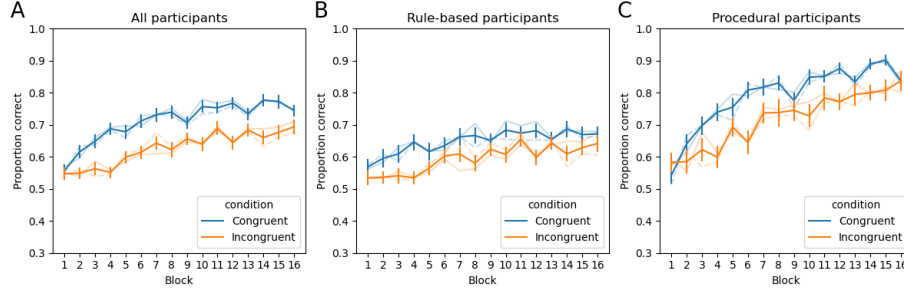 A
All participants
Proportion correct
1.0
0.9
0.8
0.7
0.6
0.5
0.4
0.3
condition
Congruent
Incongruent
1 2 3 4 5 6 7 8 9 10 11 12 13 14 15 16
Block
B
Rule-based participants
Proportion correct
1.0
0.9
0.8
0.7
0.6
0.5
0.4
0.3
condition
Congruent
Incongruent
1 2 3 4 5 6 7 8 9 10 11 12 13 14 15 16
Block
C
Procedural participants
Proportion correct
1.0
0.9
0.8
0.7
0.6
0.5
0.4
0.3
condition
Congruent
Incongruent
1 2 3 4 5 6 7 8 9 10 11 12 13 14 15 16
Block